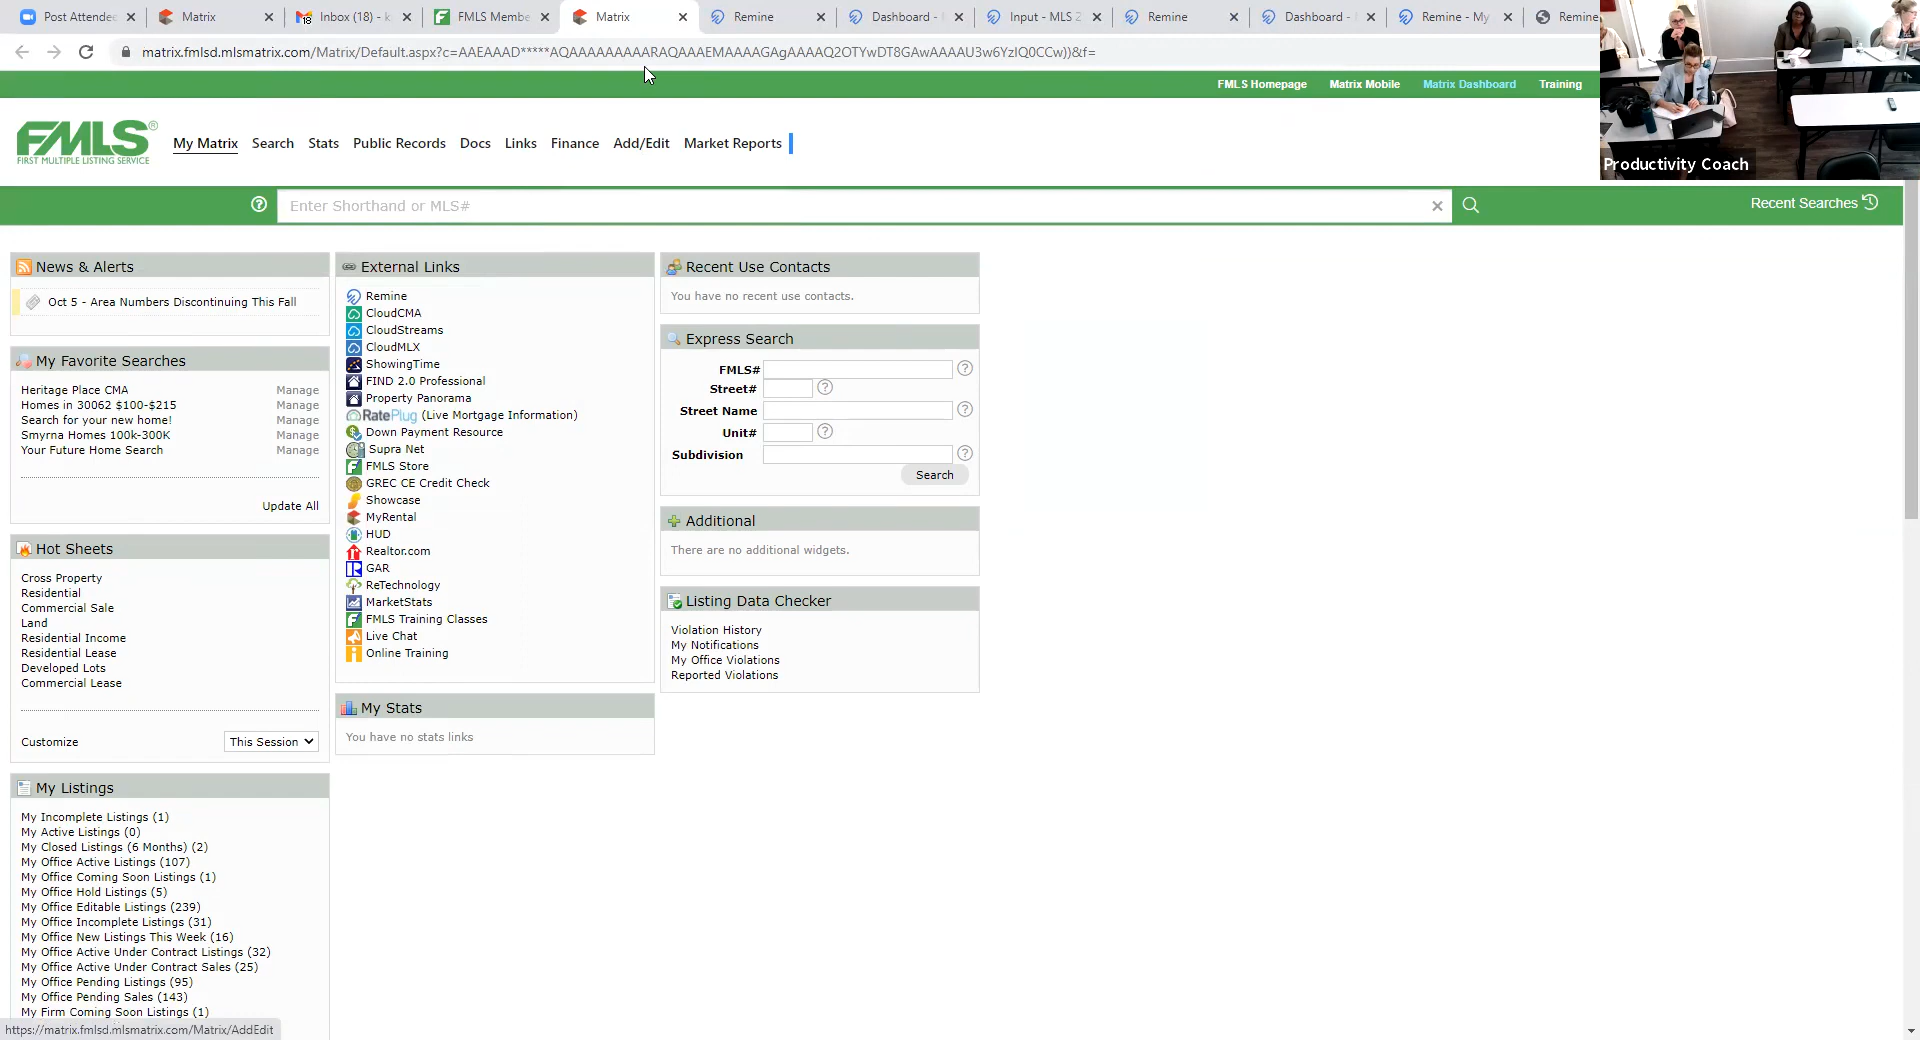 Post Attende
Matrix
Inbox (18) - k
FMLS Membe
Matrix
Remine
Dashboard -
Input - MLS 2
Remine
Dashboard -
Remine - My
Remine
matrix.fmlsd.mlsmatrix.com/Matrix/Default.aspx?c=AAEAAAD*****AQAAAAAAAAARAQAAAEMAAAAGAgAAAAQ2OTYwDT8GAwAAAAU3w6YzIQ0CCw))&f=
FMLS Homepage
Matrix Mobile
Matrix Dashboard
Training
FMLS®
FIRST MULTIPLE LISTING SERVICE
My Matrix
Search
Stats
Public Records
Docs
Links
Finance
Add/Edit
Market Reports
Productivity Coach
Enter Shorthand or MLS#
Recent Searches
News & Alerts
Oct 5 - Area Numbers Discontinuing This Fall
My Favorite Searches
Heritage Place CMA Manage
Homes in 30062 $100-$215 Manage
Search for your new home! Manage
Smyrna Homes 100k-300K Manage
Your Future Home Search Manage
Update All
Hot Sheets
Cross Property
Residential
Commercial Sale
Land
Residential Income
Residential Lease
Developed Lots
Commercial Lease
Customize This Session
My Listings
My Incomplete Listings (1)
My Active Listings (0)
My Closed Listings (6 Months) (2)
My Office Active Listings (107)
My Office Coming Soon Listings (1)
My Office Hold Listings (5)
My Office Editable Listings (239)
My Office Incomplete Listings (31)
My Office New Listings This Week (16)
My Office Active Under Contract Listings (32)
My Office Active Under Contract Sales (25)
My Office Pending Listings (95)
My Office Pending Sales (143)
My Firm Coming Soon Listings (1)
https://matrix.fmlsd.mlsmatrix.com/Matrix/AddEdit
External Links
Remine
CloudCMA
CloudStreams
CloudMLX
ShowingTime
FIND 2.0 Professional
Property Panorama
RatePlug (Live Mortgage Information)
Down Payment Resource
Supra Net
FMLS Store
GREC CE Credit Check
Showcase
MyRental
HUD
Realtor.com
GAR
ReTechnology
MarketStats
FMLS Training Classes
Live Chat
Online Training
My Stats
You have no stats links
Recent Use Contacts
You have no recent use contacts.
Express Search
FMLS#
Street#
Street Name
Unit#
Subdivision
Search
Additional
There are no additional widgets.
Listing Data Checker
Violation History
My Notifications
My Office Violations
Reported Violations